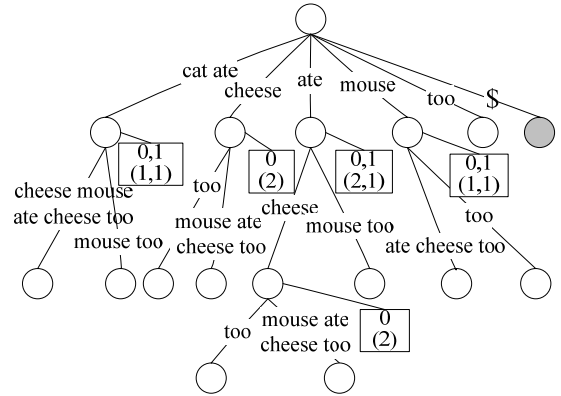 cat ate
cheese
ate
mouse
too
$
0,1
(1,1)
0
(2)
0,1
(2,1)
0,1
(1,1)
cheese mouse
ate cheese too
mouse too
too
mouse ate
cheese too
cheese
mouse too
ate cheese too
too
too
mouse ate
cheese too
0
(2)